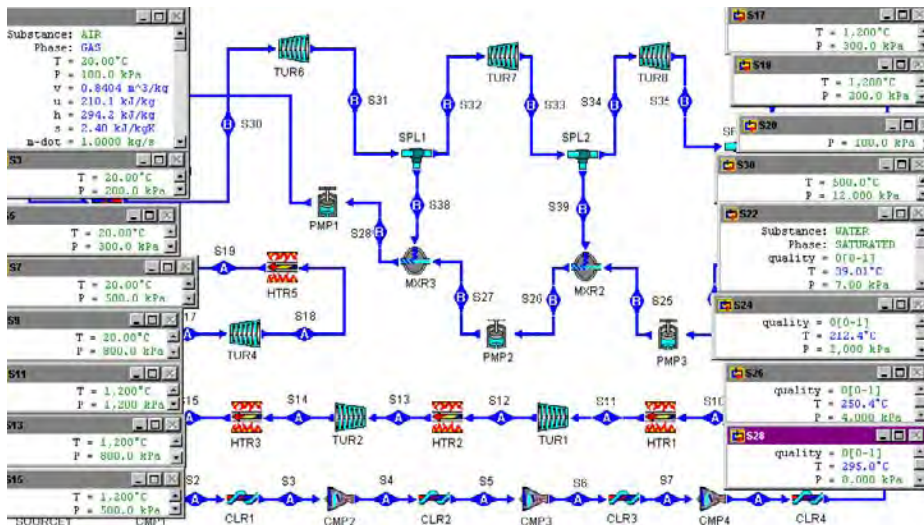 Substance: AIR
Phase: GAS
T = 20.00°C
P = 100.0 kPa
v = 0.8404 m^3/kg
u = 210.1 kJ/kg
h = 294.2 kJ/kg
s = 2.40 kJ/kgK
m-dot = 1.0000 kg/s
S3
T = 20.00°C
P = 200.0 kPa
T = 20.00°C
P = 300.0 kPa
S7
T = 20.00°C
P = 500.0 kPa
S9
T = 20.00°C
P = 800.0 kPa
S11
T = 1,200°C
P = 1,200 kPa
S13
T = 1,200°C
P = 800.0 kPa
S15
T = 1,200°C
P = 500.0 kPa
TUR6
TUR7
TUR8
B S30
B S31
B S32
B S33
B S34
B S35
SPL1
SPL2
B S38
B S39
PMP1
S28 B
MXR3
MXR2
B S27
S26 B
B S25
PMP2
PMP3
S19
A
HTR5
17
A
TUR4
S18
A
S15 S14 S13 S12 S11 S10
A A A A A A
HTR3 TUR2 HTR2 TUR1 HTR1
S2 S3 S4 S5 S6 S7
A A A A A A A A
CLR1 CMP2 CLR2 CMP3 CLR3 CMP4 CLR4
S17
T = 1,200°C
P = 300.0 kPa
S18
T = 1,200°C
P = 200.0 kPa
S20
P = 100.0 kPa
S30
T = 500.0°C
P = 12.000 kPa
S22
Substance: WATER
Phase: SATURATED
quality = 0[0-1]
T = 39.01°C
P = 7.00 kPa
S24
quality = 0[0-1]
T = 212.4°C
P = 2,000 kPa
S26
quality = 0[0-1]
T = 250.4°C
P = 4.000 kPa
S28
quality = 0[0-1]
T = 295.0°C
P = 0.000 kPa